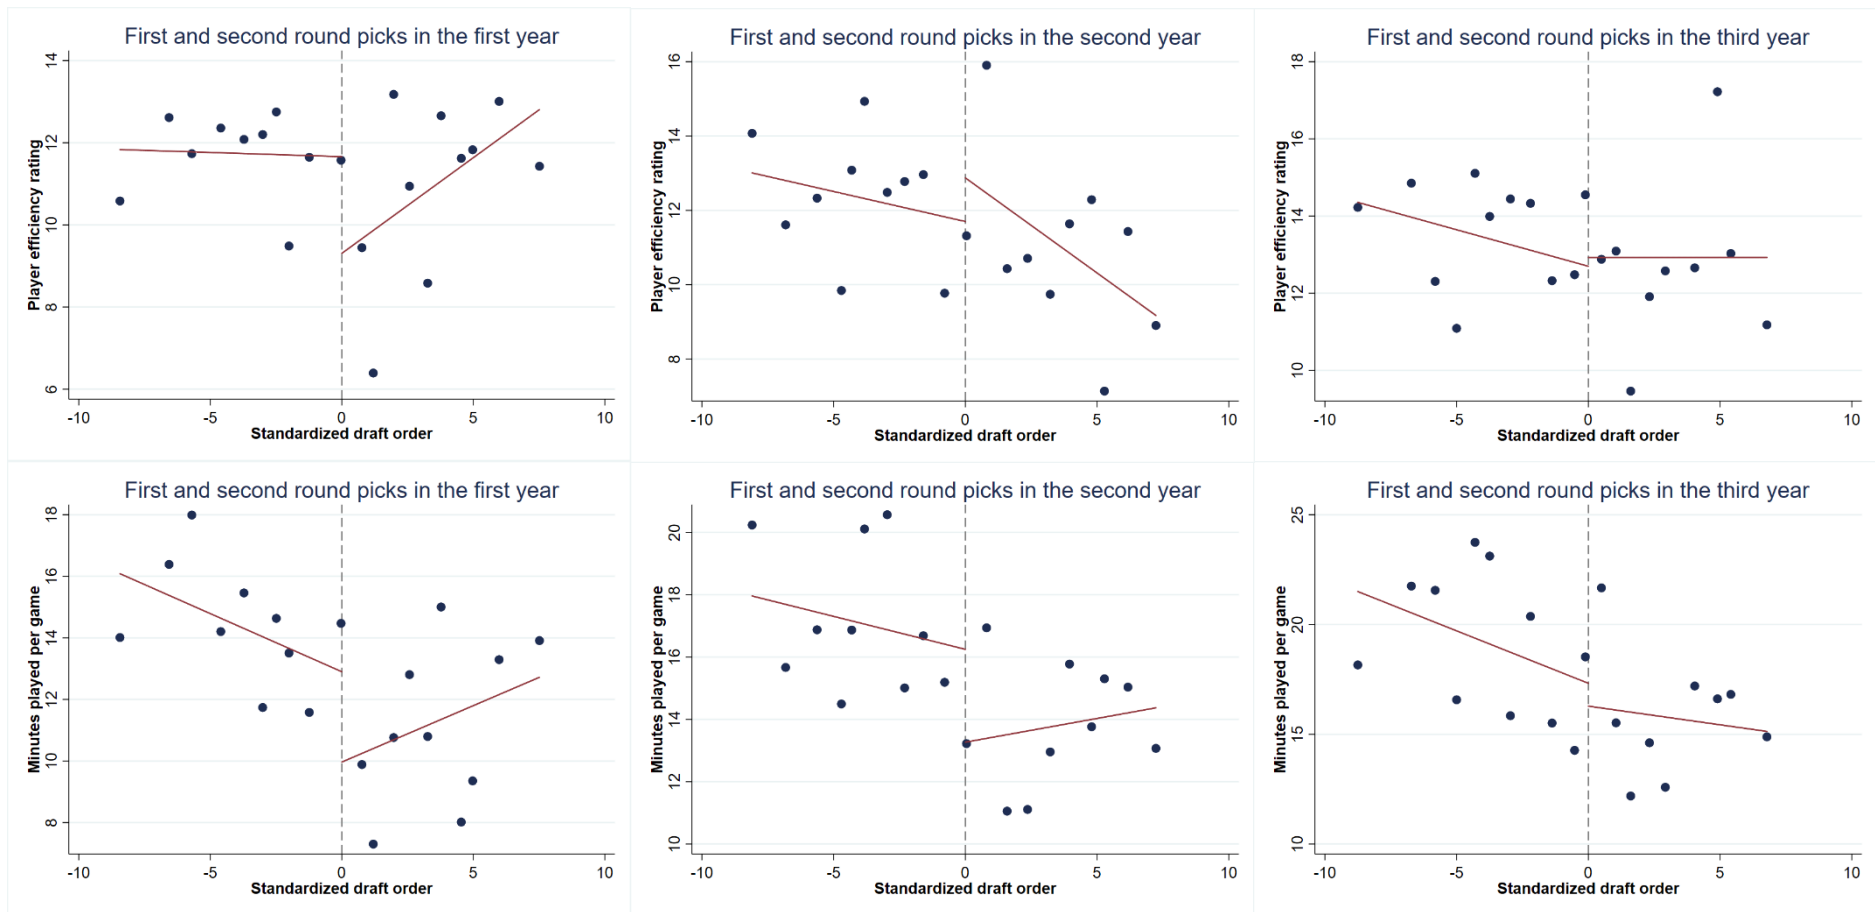 First and second round picks in the first year
14
12
10
8
6
Player efficiency rating
-10 -5 0 5 10
Standardized draft order
First and second round picks in the second year
16
14
12
10
8
Player efficiency rating
-10 -5 0 5 10
Standardized draft order
First and second round picks in the third year
18
16
14
12
10
Player efficiency rating
-10 -5 0 5 10
Standardized draft order
First and second round picks in the first year
18
16
14
12
10
8
Minutes played per game
-10 -5 0 5 10
Standardized draft order
First and second round picks in the second year
20
18
16
14
12
10
Minutes played per game
-10 -5 0 5 10
Standardized draft order
First and second round picks in the third year
25
20
15
10
Minutes played per game
-10 -5 0 5 10
Standardized draft order